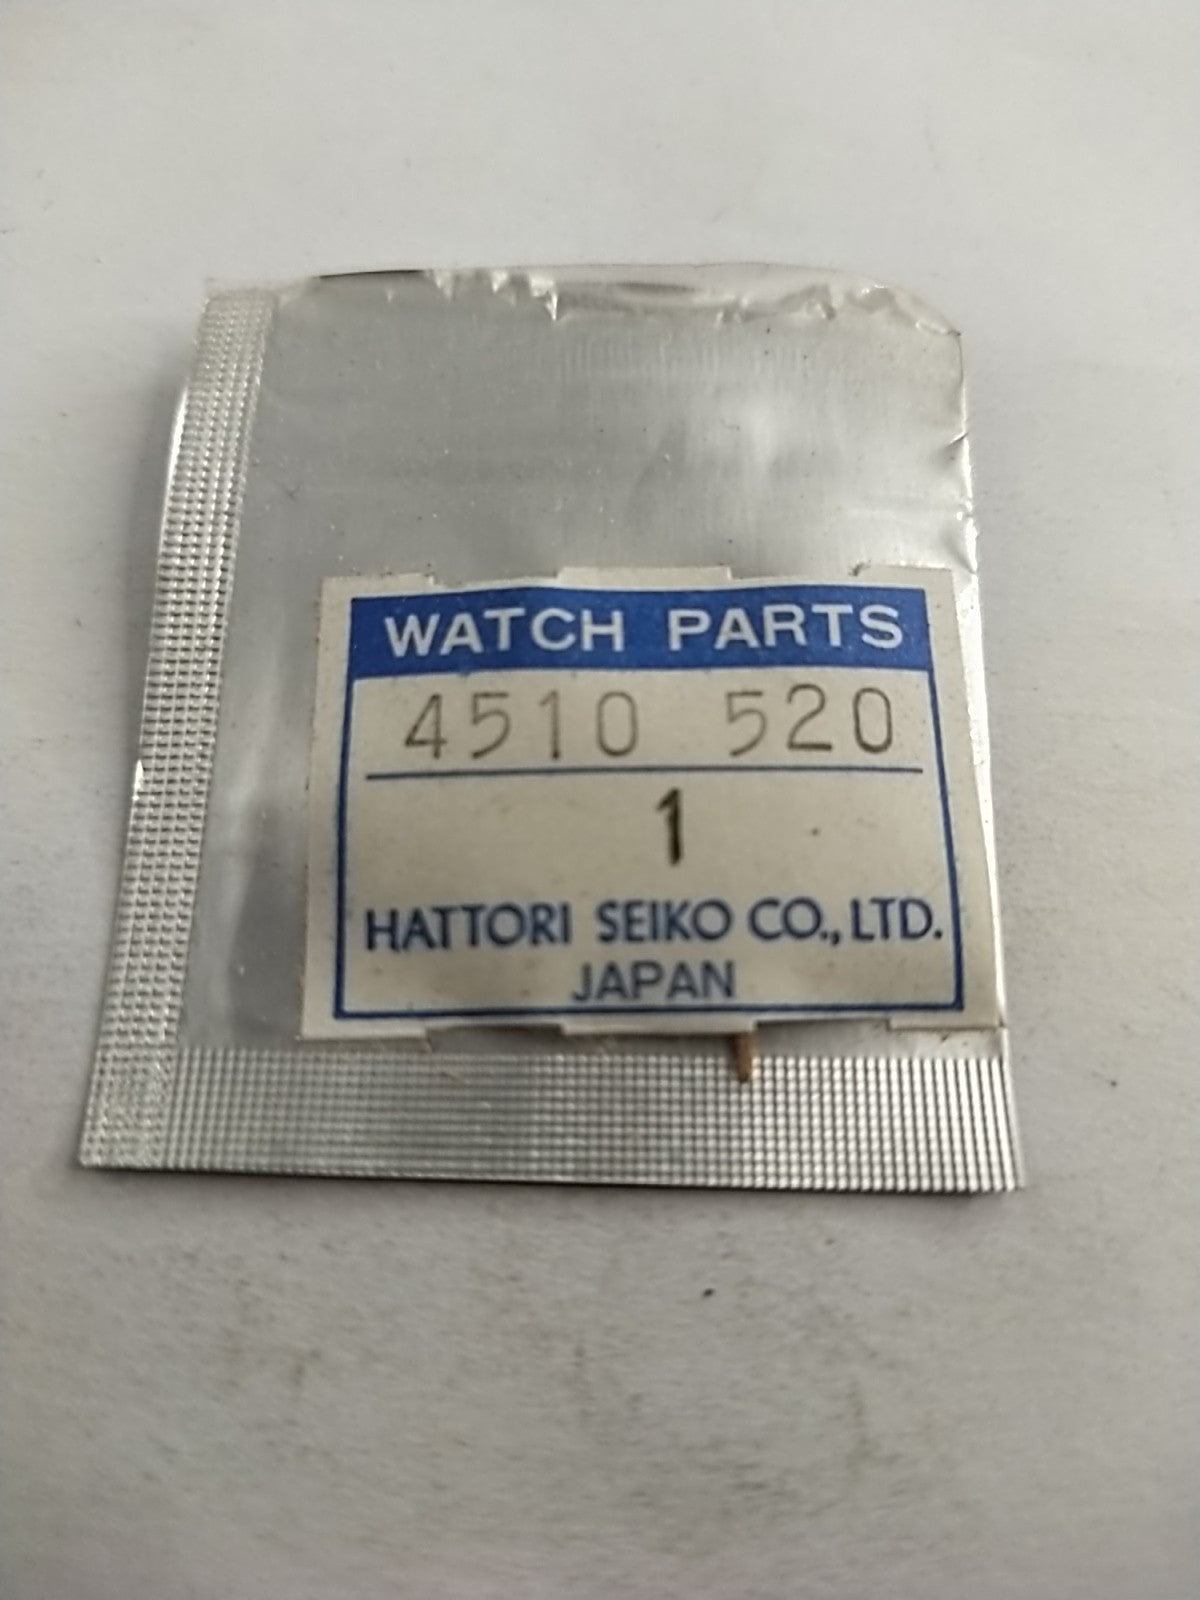 WATCH PARTS
4510 520
1
HATTORI SEIKO CO., LTD.
JAPAN